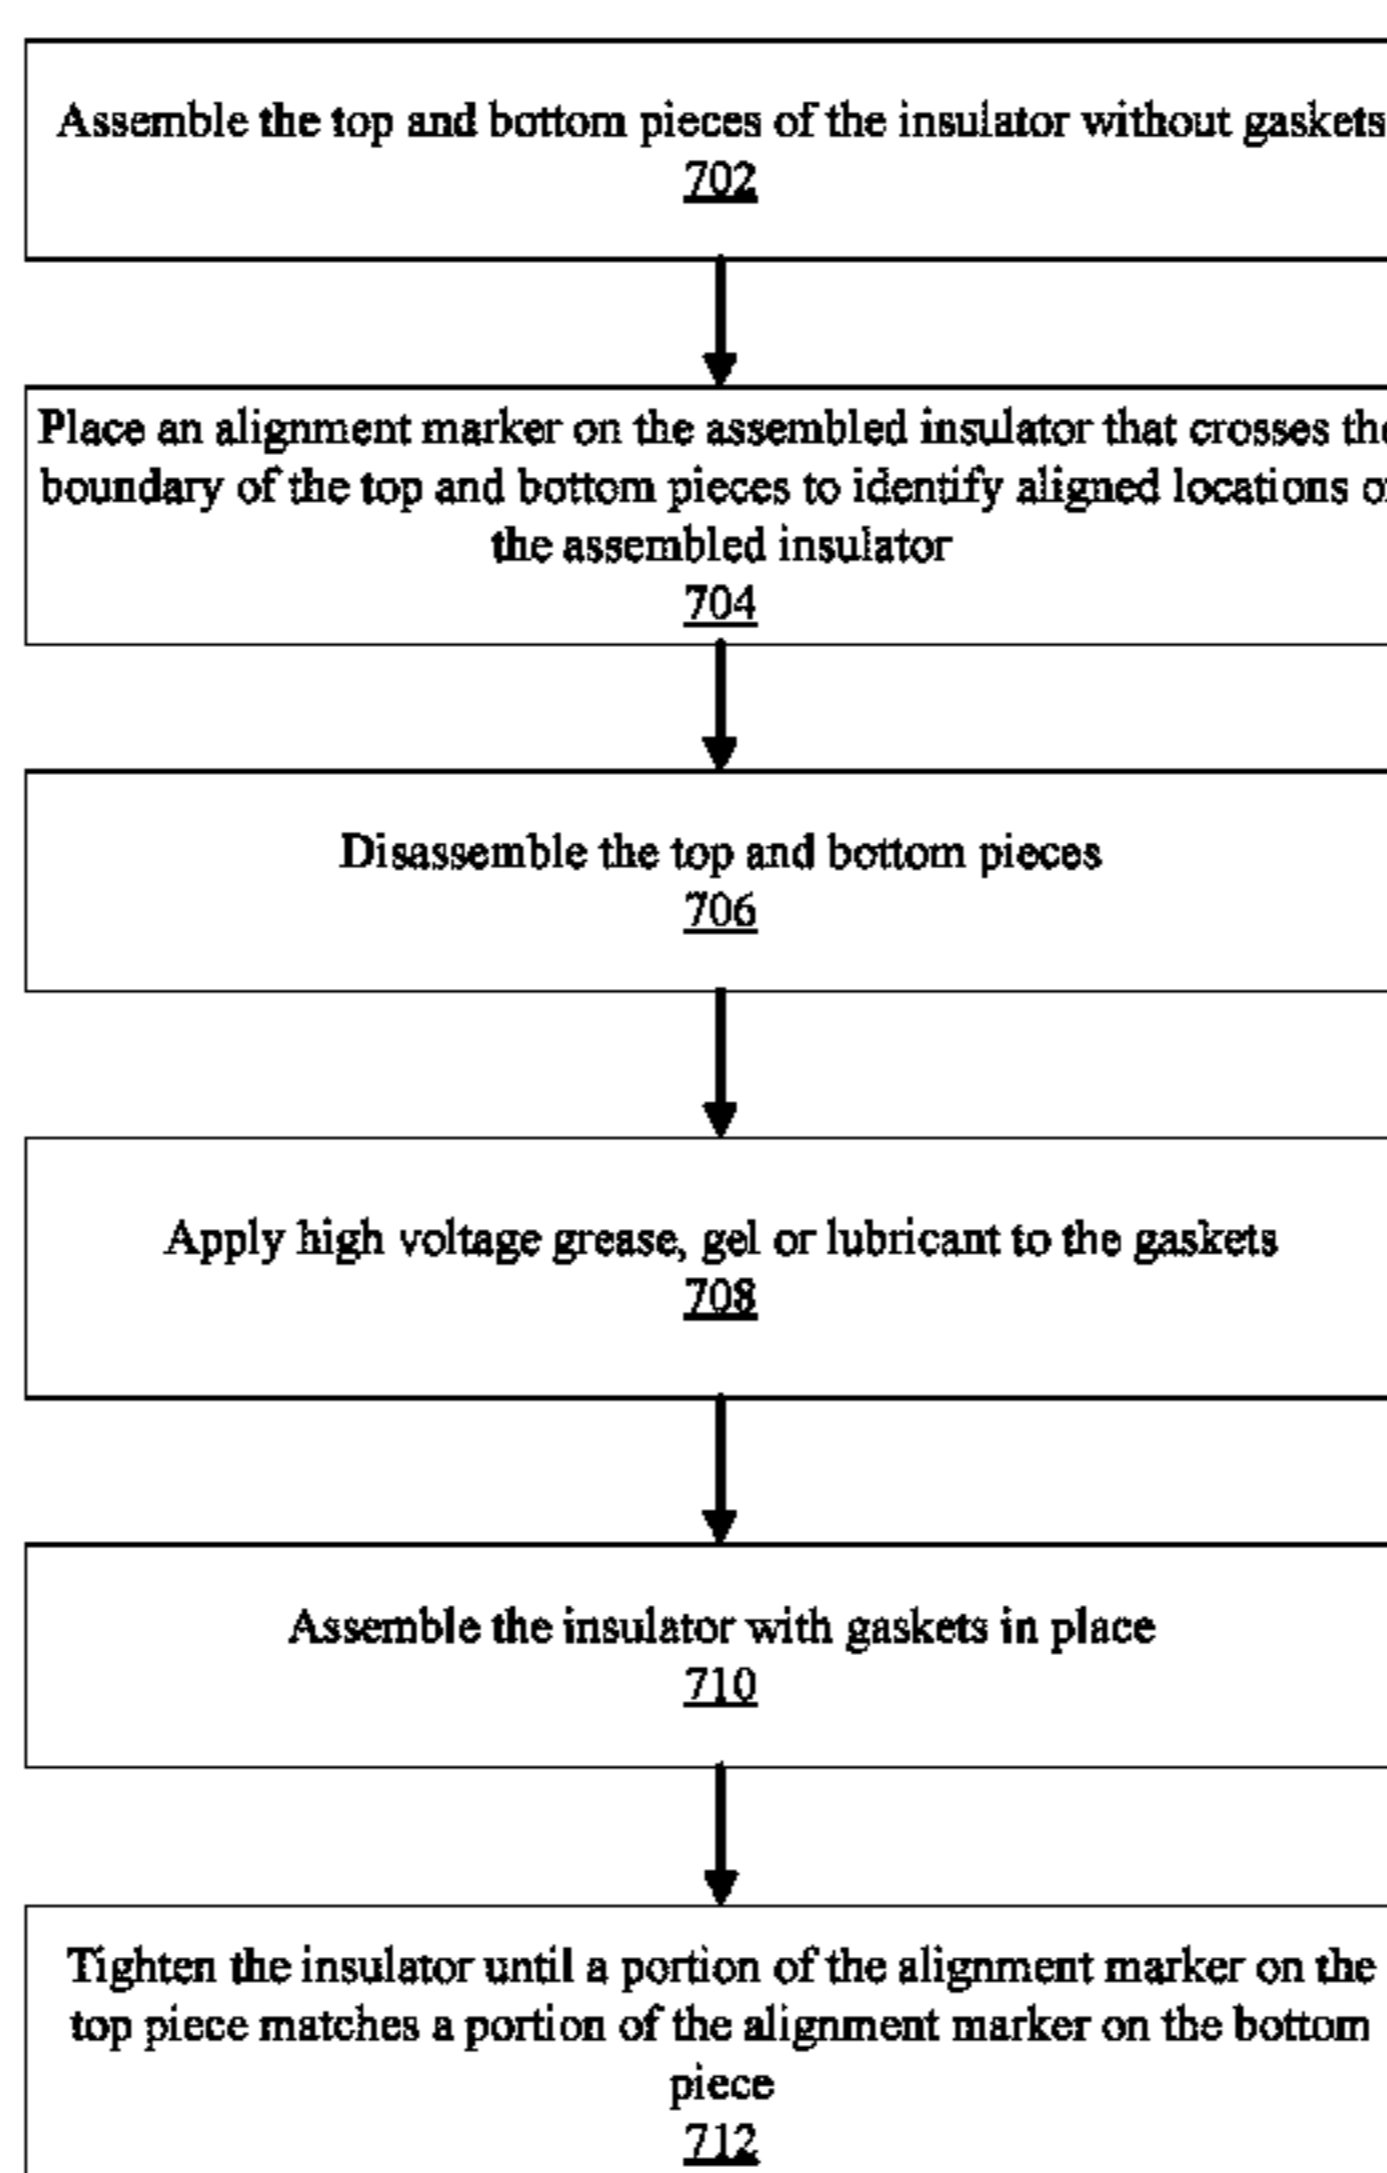 Assemble the top and bottom pieces of the insulator without gaskets
702
Place an alignment marker on the assembled insulator that crosses the
boundary of the top and bottom pieces to identify aligned locations
the assembled insulator
704
Disassemble the top and bottom pieces
706
Apply high voltage grease, gel or lubricant to the gaskets
708
Assemble the insulator with gaskets in place
710
Tighten the insulator until a portion of the alignment marker on the
top piece matches a portion of the alignment marker on the bottom
piece
712